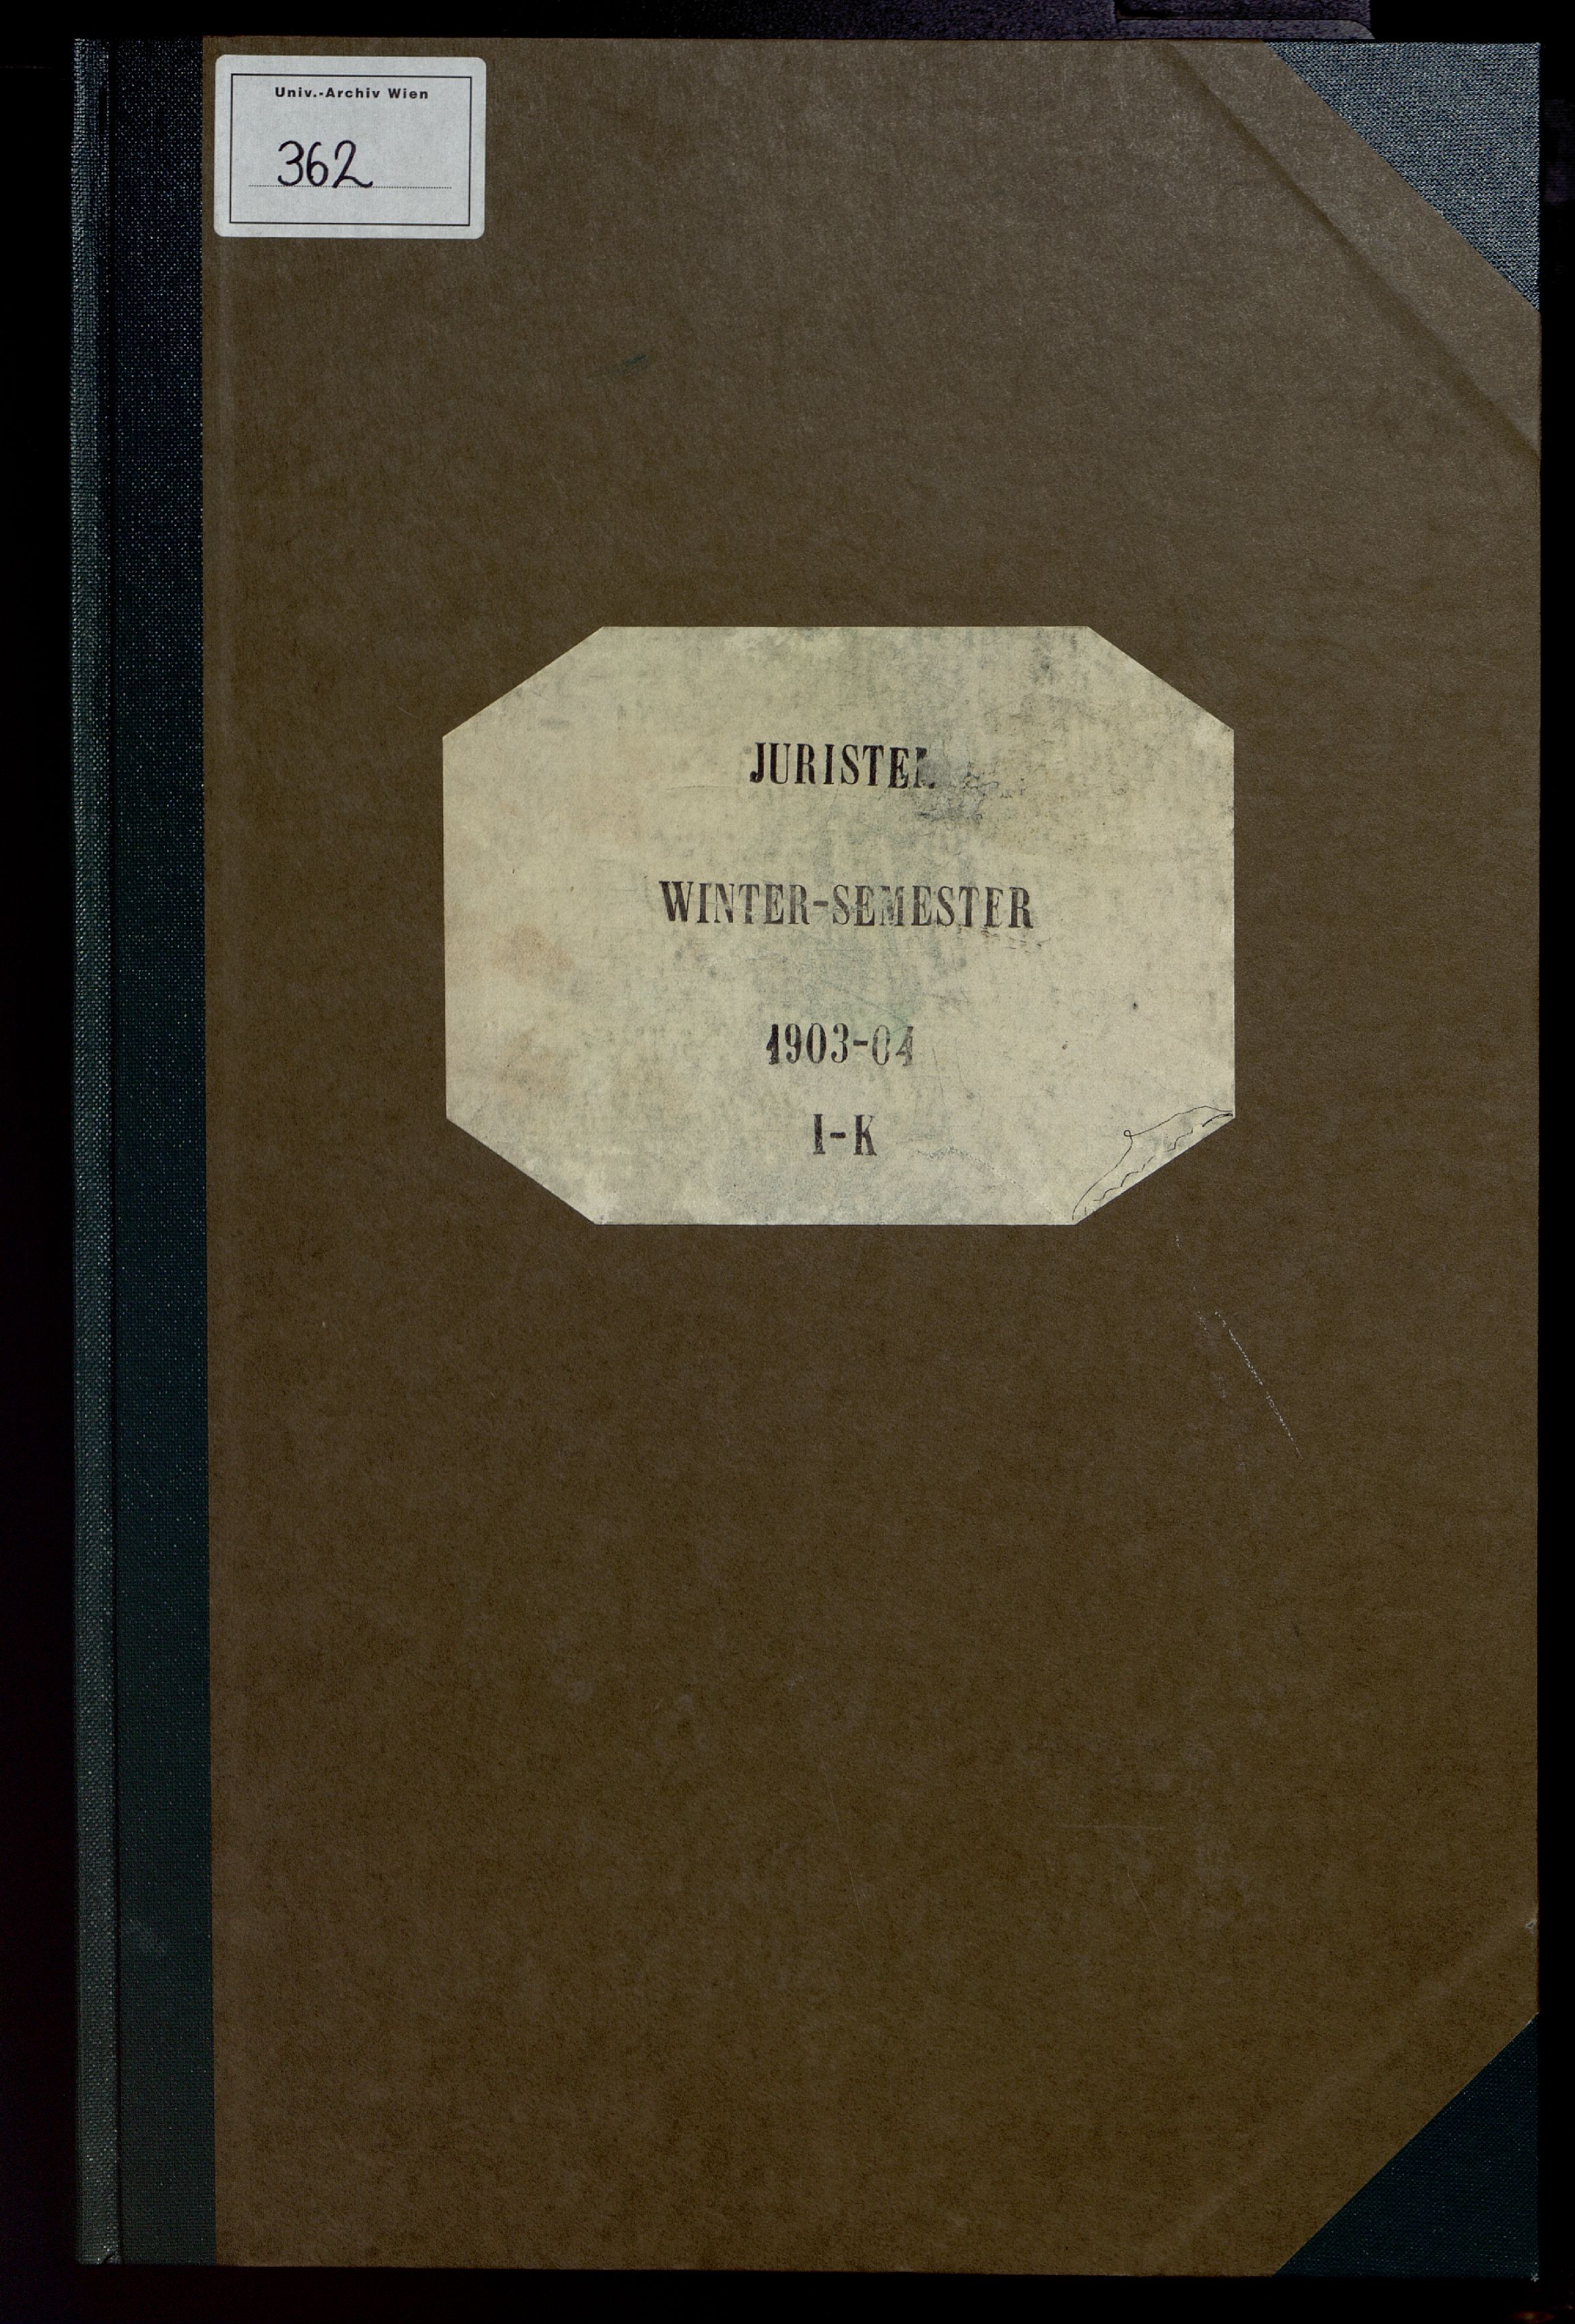 Univ.-Archiv Wien
362
JURISTEN
WINTER-SEMESTER
1903-04
I-K